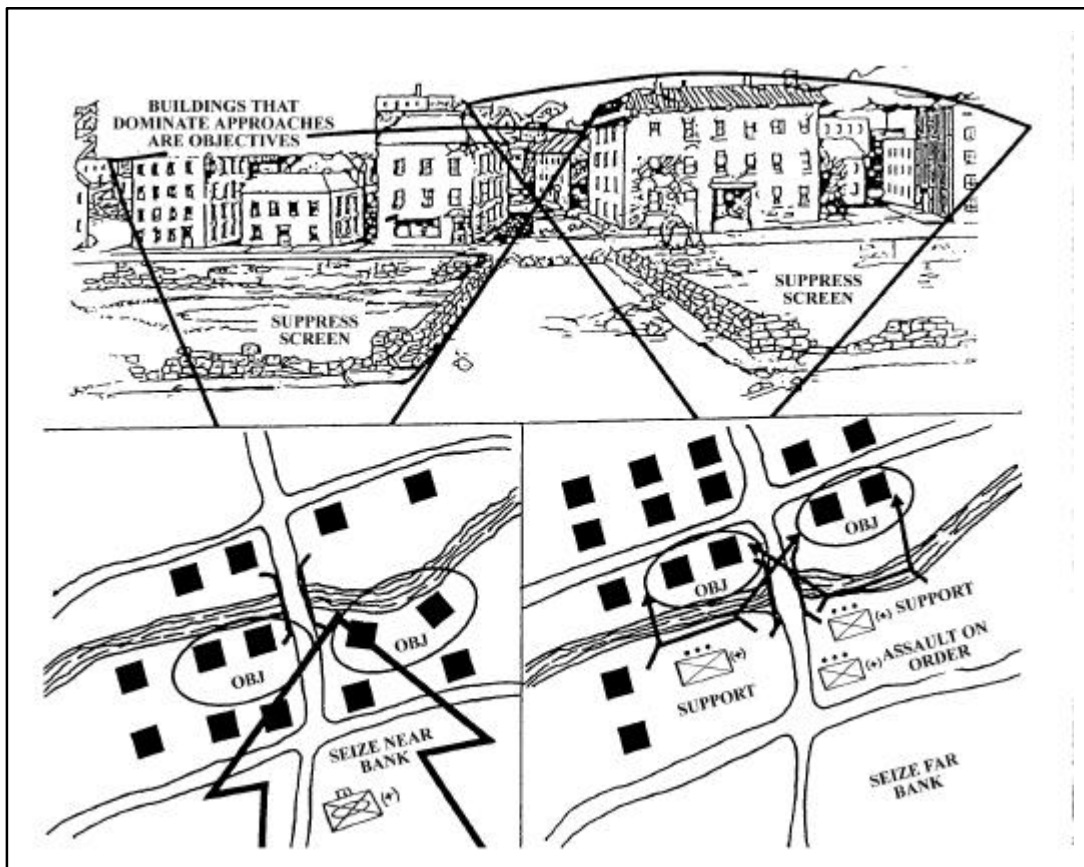 BUILDINGS THAT
DOMINATE APPROACHES
ARE OBJECTIVES
SUPPRESS
SCREEN
SUPPRESS
SCREEN
OBJ
OBJ
SEIZE NEAR
BANK
(+)
OBJ
OBJ
(+) SUPPORT
(+)
SUPPORT
(+) ASSAULT ON
ORDER
SEIZE FAR
BANK